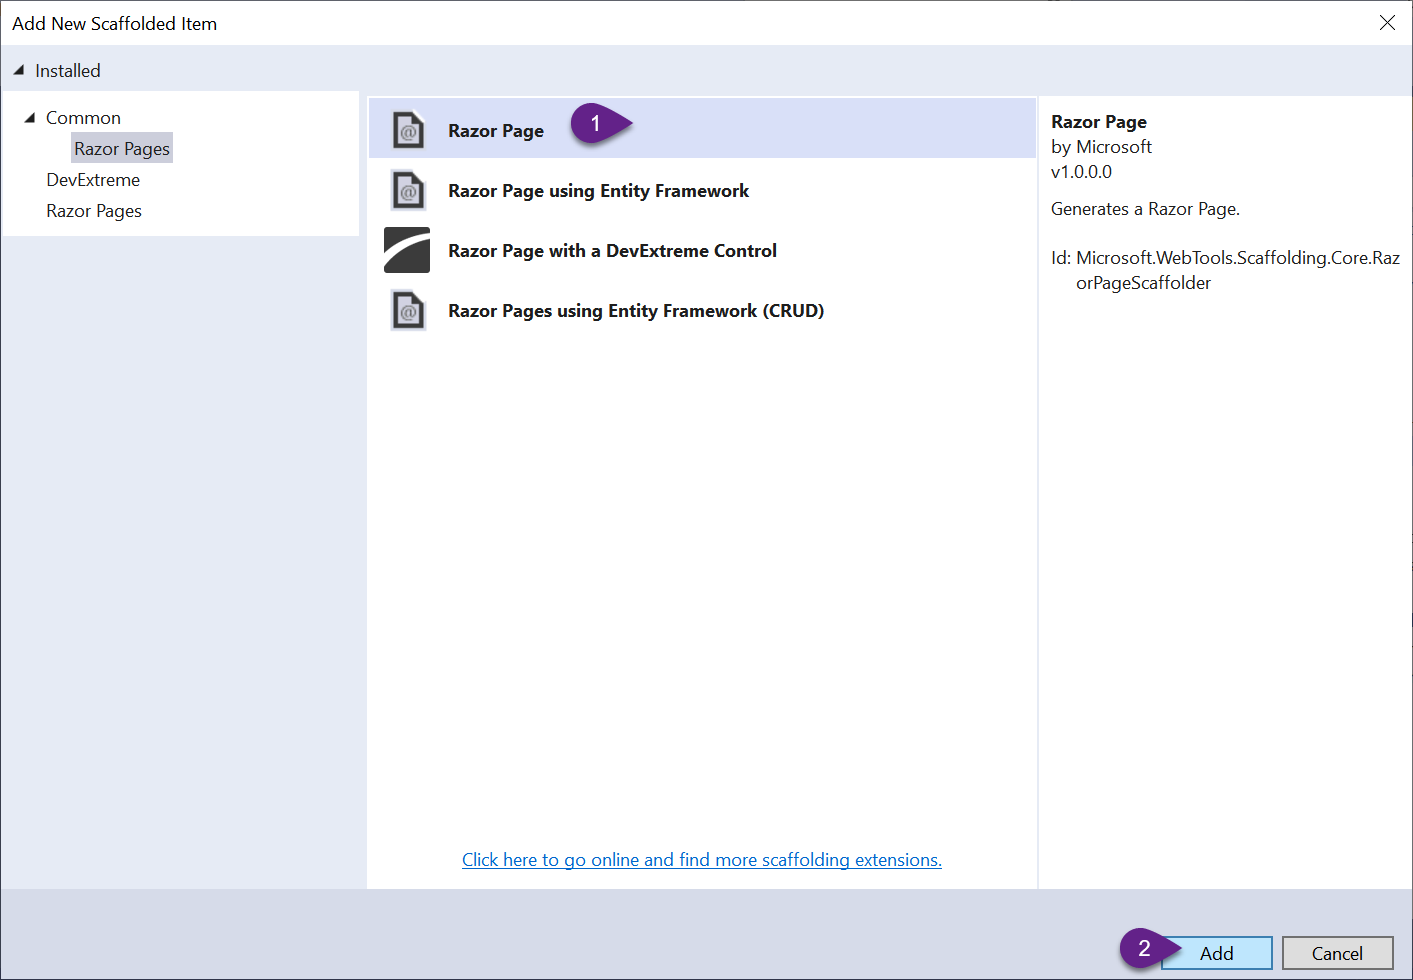 Add New Scaffolded Item
Installed
Common
Razor Pages
DevExtreme
Razor Pages
Razor Page
1
Razor Page using Entity Framework
Razor Page with a DevExtreme Control
Razor Pages using Entity Framework (CRUD)
Click here to go online and find more scaffolding extensions.
Razor Page
by Microsoft
v1.0.0.0
Generates a Razor Page.
Id: Microsoft.WebTools.Scaffolding.Core.Raz
orPageScaffolder
2
Add
Cancel